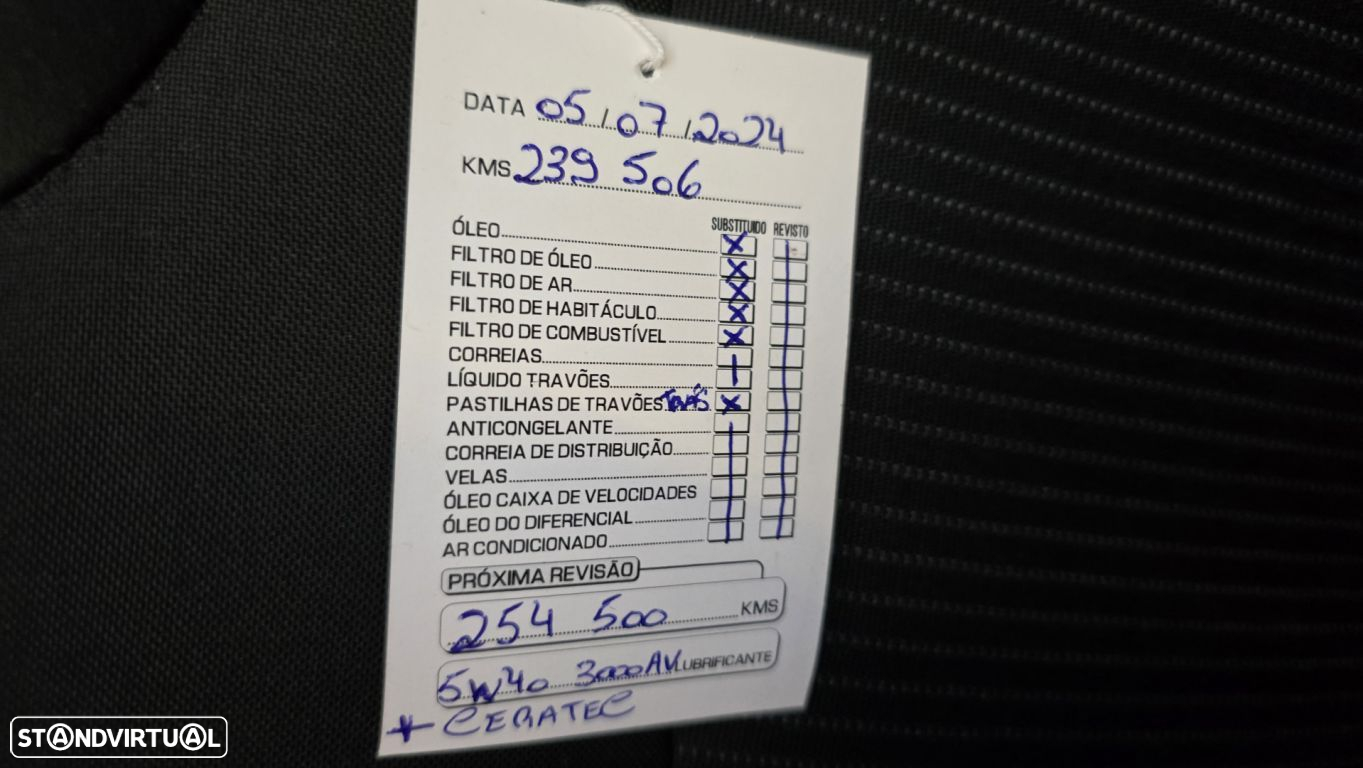 DATA 05 / 07 / 2024
KMS 239 506
SUBSTITUIDO REVISTO
ÓLEO X
FILTRO DE ÓLEO X
FILTRO DE AR X
FILTRO DE HABITÁCULO X
FILTRO DE COMBUSTÍVEL X
CORREIAS
LÍQUIDO TRAVÕES
PASTILHAS DE TRAVÕES TRÁS X
ANTICONGELANTE
CORREIA DE DISTRIBUIÇÃO
VELAS
ÓLEO CAIXA DE VELOCIDADES
ÓLEO DO DIFERENCIAL
AR CONDICIONADO
PRÓXIMA REVISÃO
254 500 KMS
5W40 3000AV LUBRIFICANTE
+ CERATEC
STANDVIRTUAL